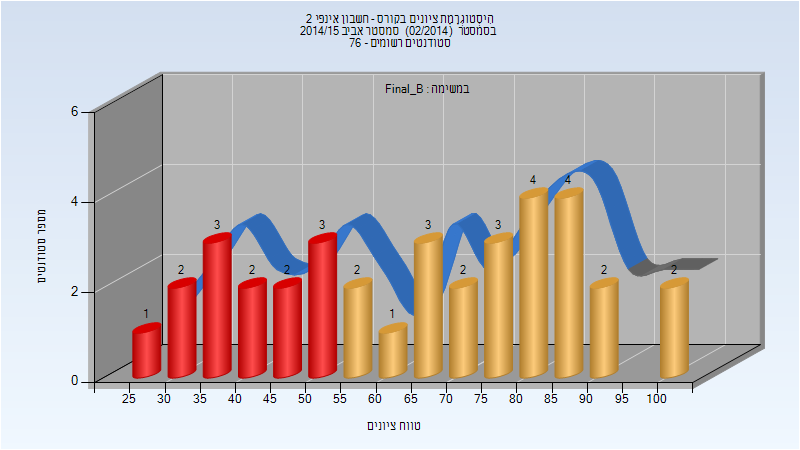 היסטוגרמת ציונים בקורס - חשבון אינפי 2
בסמסטר (02/2014) סמסטר אביב 2014/15
סטודנטים רשומים - 76
במשימה : Final_B
מספר סטודנטים
6
4
2
0
1
2
3
2
2
3
2
1
3
2
3
4
4
2
2
25 30 35 40 45 50 55 60 65 70 75 80 85 90 95 100
טווח ציונים